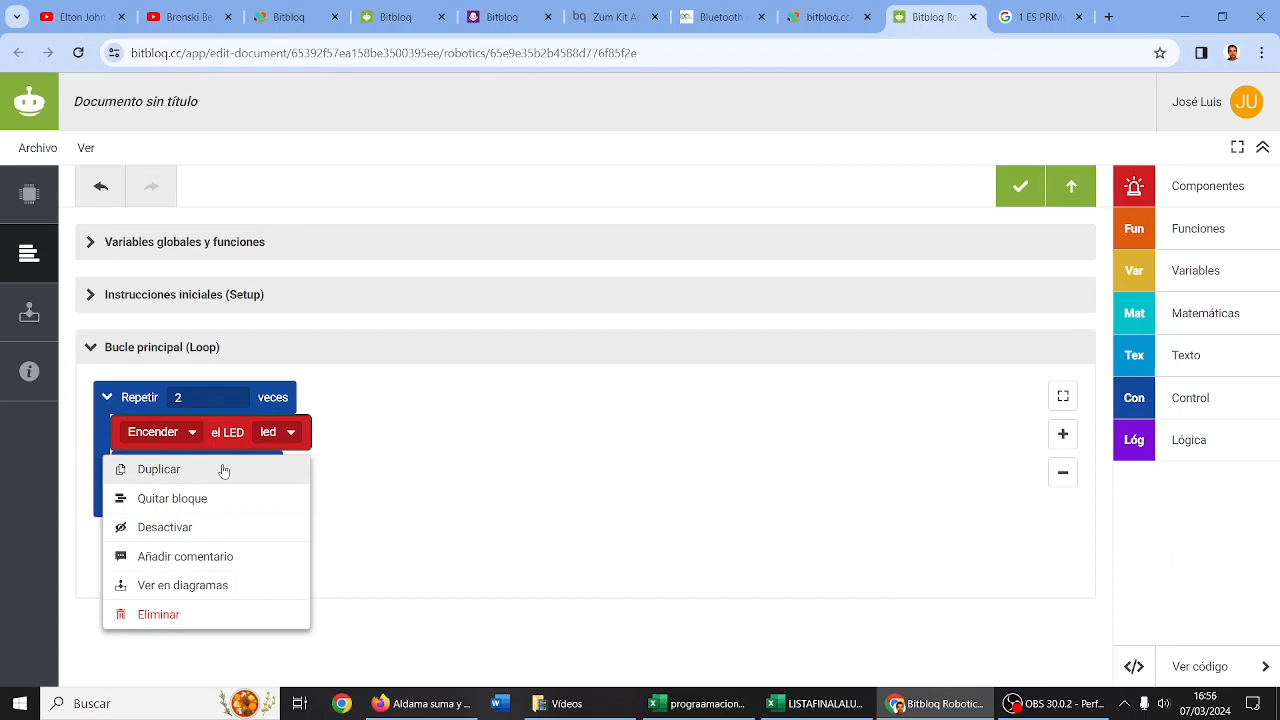 Elton John
Bronski Be
Bitbloq
Bitbloq
Bitbloq
bq
Zum Kit A
Bluetooth
bitbloq.cc
Bitbloq Ro
1 ES PRIM
bitbloq.cc/app/edit-document/65392f57ea158be3500395ee/robotics/65e9e35b2b4588d776f85f2e
Documento sin título
José Luis
JU
Archivo
Ver
Componentes
Fun Funciones
Variables globales y funciones
Var Variables
Instrucciones iniciales (Setup)
Mat Matemáticas
Bucle principal (Loop)
Tex Texto
Repetir 2 veces
Con Control
Encender el LED led
Lóg Lógica
Duplicar
Quitar bloque
Desactivar
Añadir comentario
Ver en diagramas
Eliminar
Ver código
Buscar
Aldama suma y ...
Vídeos
prograamacion...
LISTAFINALALU...
Bitbloq Robotic...
OBS 30.0.2 - Perf...
16:56
07/03/2024